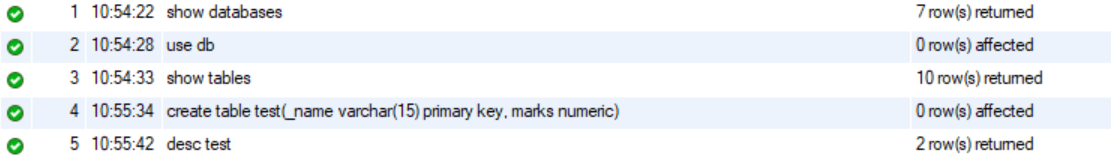 1 10:54:22 show databases 7 row(s) returned
2 10:54:28 use db 0 row(s) affected
3 10:54:33 show tables 10 row(s) returned
4 10:55:34 create table test(_name varchar(15) primary key, marks numeric) 0 row(s) affected
5 10:55:42 desc test 2 row(s) returned